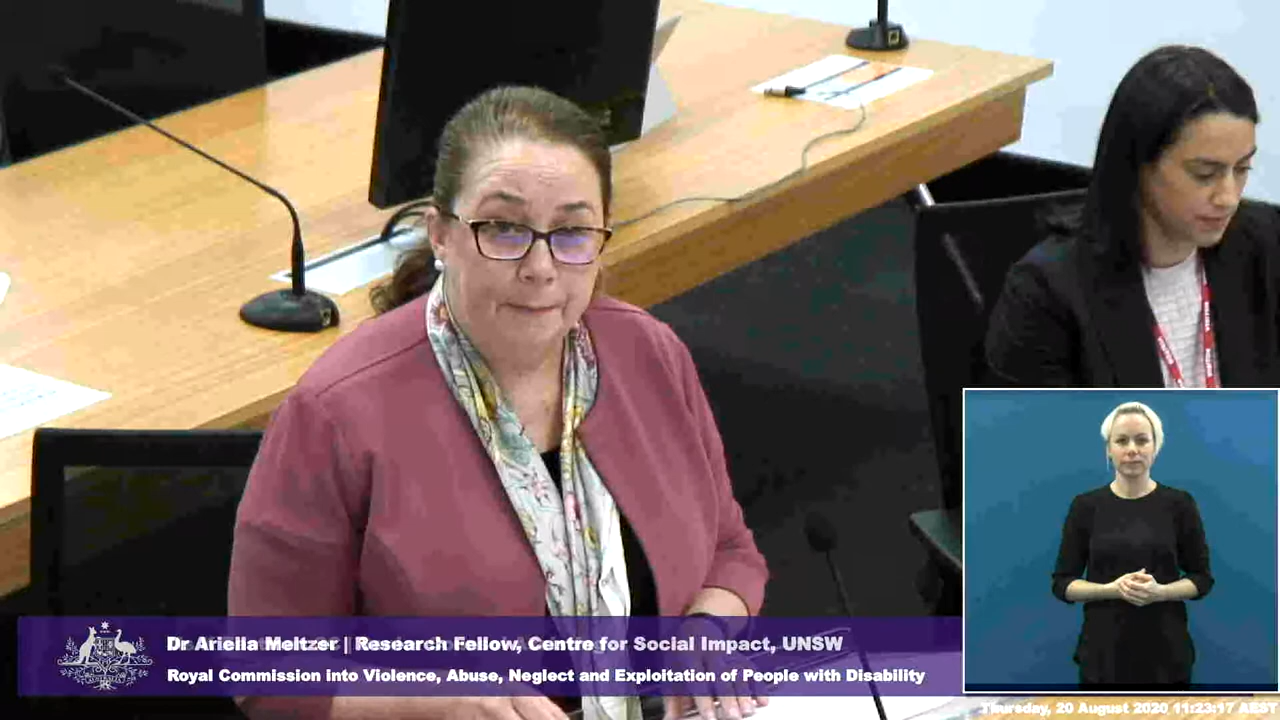 Dr Ariella Meltzer | Research Fellow, Centre for Social Impact, UNSW
Royal Commission into Violence, Abuse, Neglect and Exploitation of People with Disability
Thursday, 20 August 2020 11:23:17 AEST